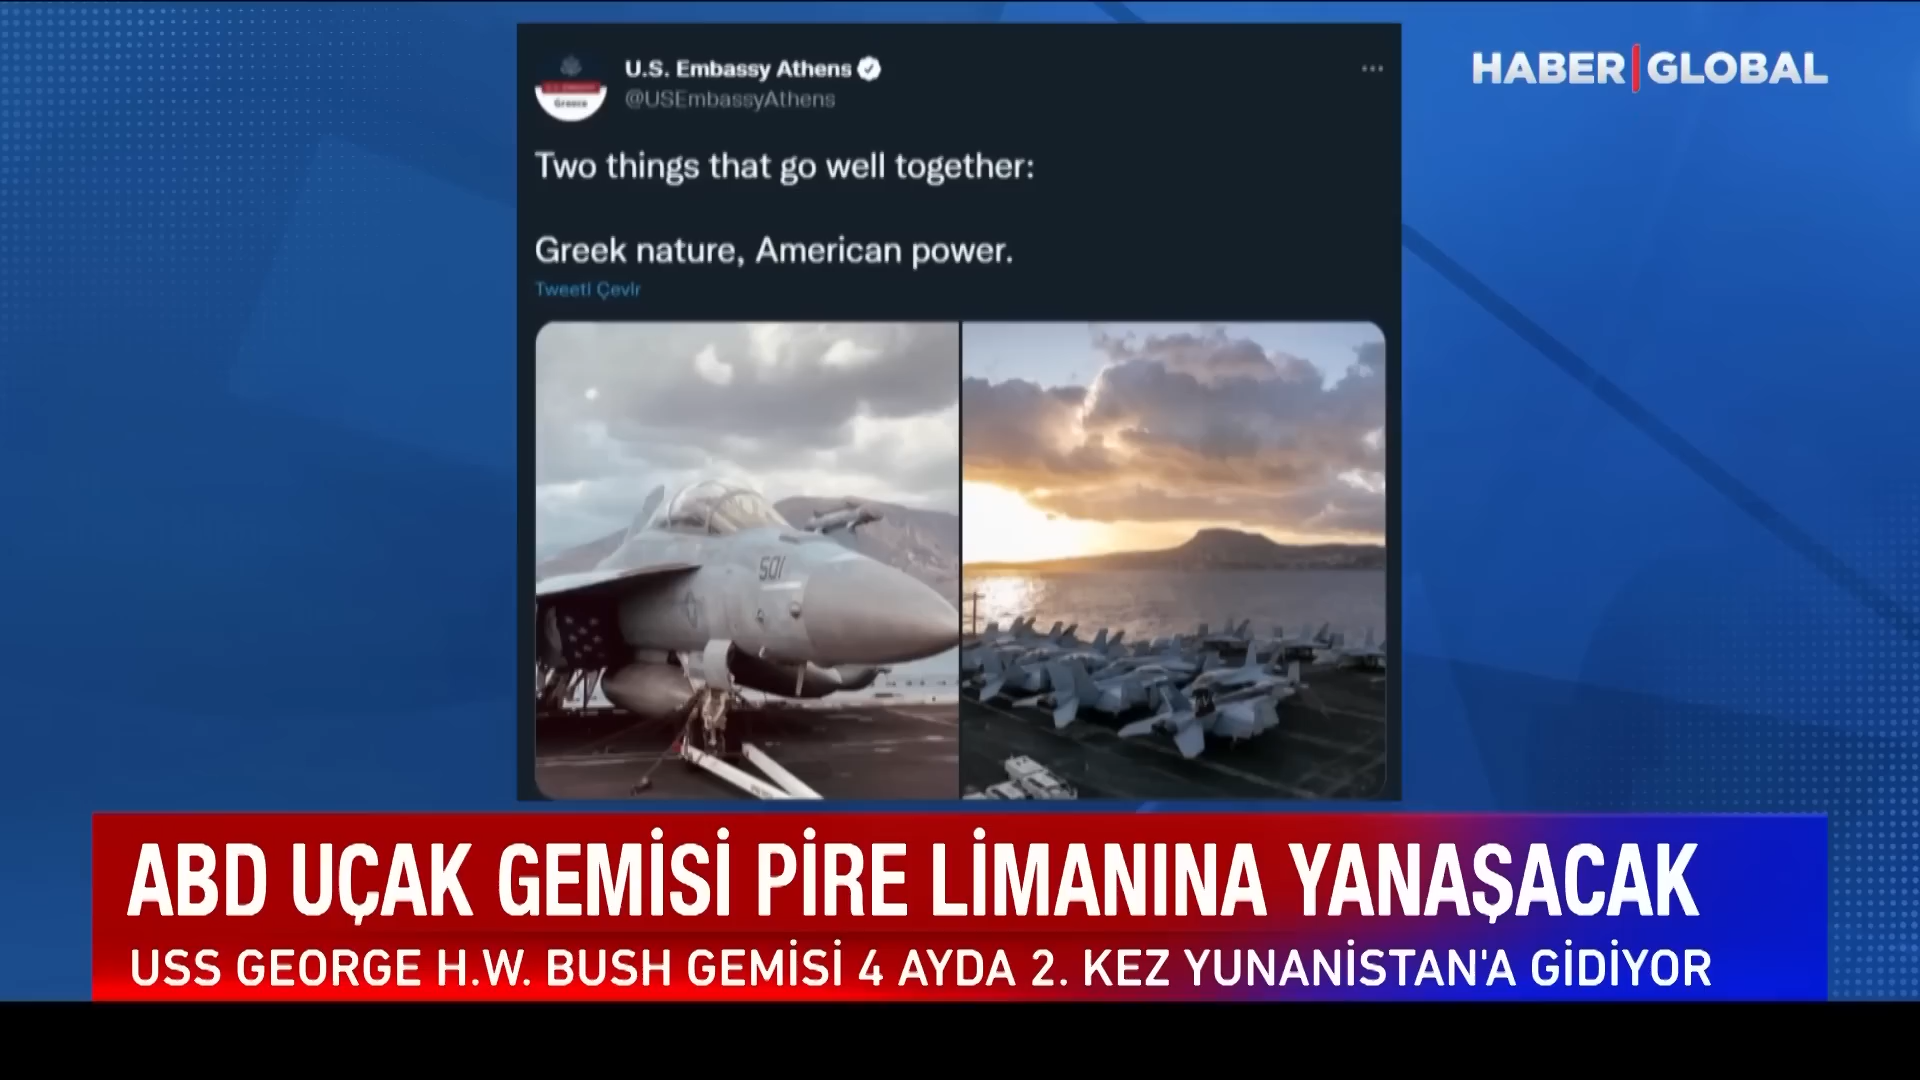 U.S. Embassy Athens
@USEmbassyAthens
HABER GLOBAL
Two things that go well together:
Greek nature, American power.
Tweeti Çevir
501
ABD UÇAK GEMİSİ PİRE LİMANINA YANAŞACAK
USS GEORGE H.W. BUSH GEMİSİ 4 AYDA 2. KEZ YUNANİSTAN'A GİDİYOR